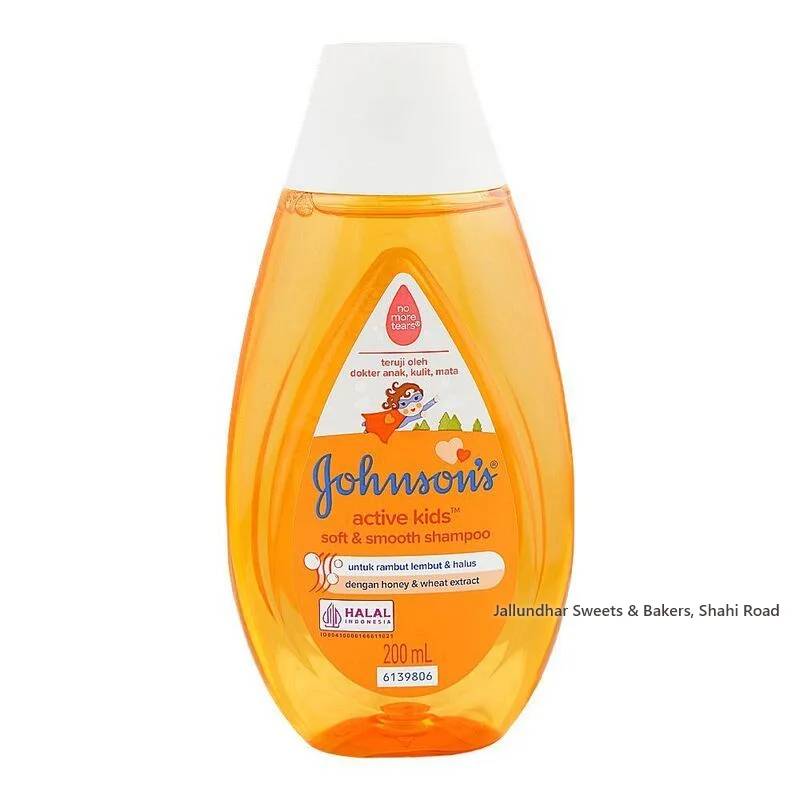 no
more
tears®
teruji oleh
dokter anak, kulit, mata
Johnson's®
active kids™
soft & smooth shampoo
untuk rambut lembut & halus
dengan honey & wheat extract
HALAL
INDONESIA
ID00410000166611021
200 mL
6139806
Jallundhar Sweets & Bakers, Shahi Road